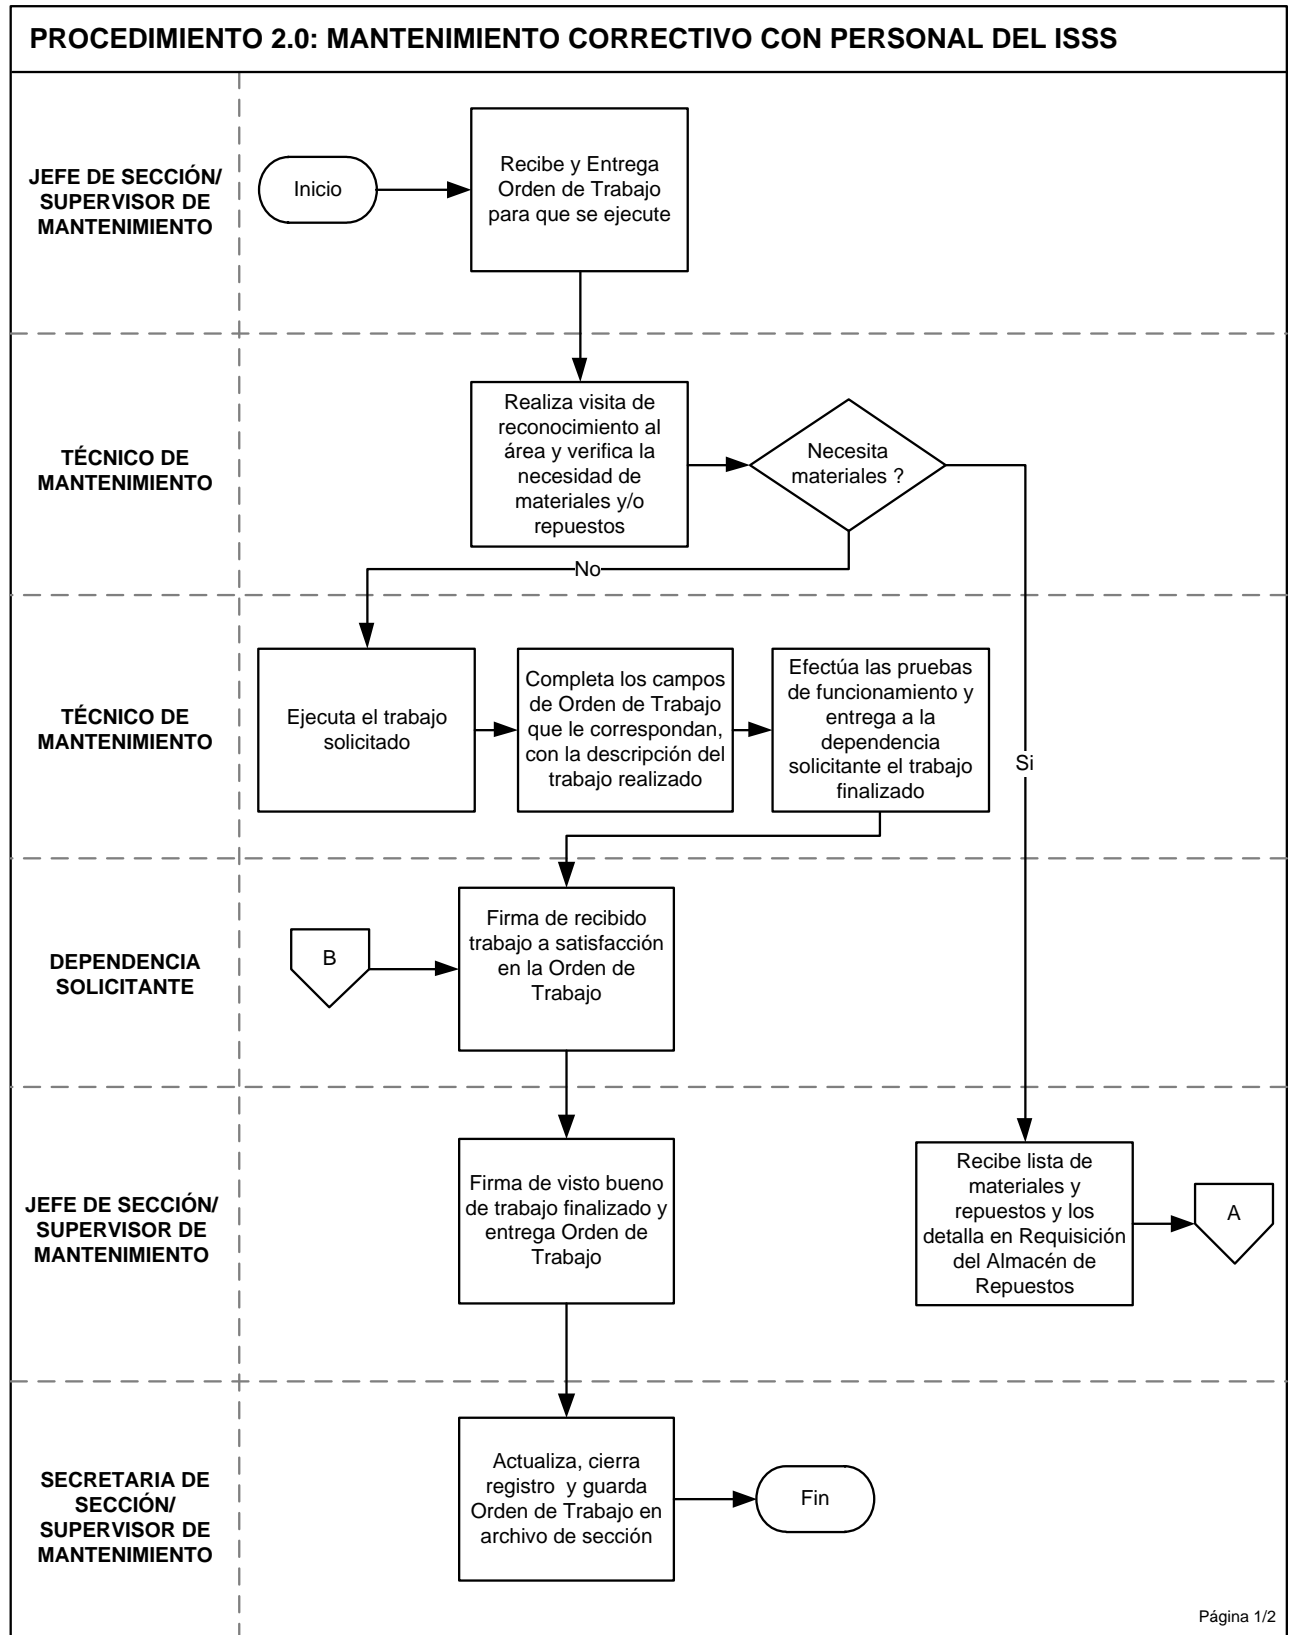 PROCEDIMIENTO 2.0: MANTENIMIENTO CORRECTIVO CON PERSONAL DEL ISSS
JEFE DE SECCIÓN/
SUPERVISOR DE
MANTENIMIENTO
Inicio
Recibe y Entrega
Orden de Trabajo
para que se ejecute
TÉCNICO DE
MANTENIMIENTO
Realiza visita de
reconocimiento al
área y verifica la
necesidad de
materiales y/o
repuestos
Necesita
materiales ?
No
TÉCNICO DE
MANTENIMIENTO
Ejecuta el trabajo
solicitado
Completa los campos
de Orden de Trabajo
que le correspondan,
con la descripción del
trabajo realizado
Efectúa las pruebas
de funcionamiento y
entrega a la
dependencia
solicitante el trabajo
finalizado
Si
DEPENDENCIA
SOLICITANTE
B
Firma de recibido
trabajo a satisfacción
en la Orden de
Trabajo
JEFE DE SECCIÓN/
SUPERVISOR DE
MANTENIMIENTO
Firma de visto bueno
de trabajo finalizado y
entrega Orden de
Trabajo
Recibe lista de
materiales y
repuestos y los
detalla en Requisición
del Almacén de
Repuestos
A
SECRETARIA DE
SECCIÓN/
SUPERVISOR DE
MANTENIMIENTO
Actualiza, cierra
registro  y guarda
Orden de Trabajo en
archivo de sección
Fin
Página 1/2